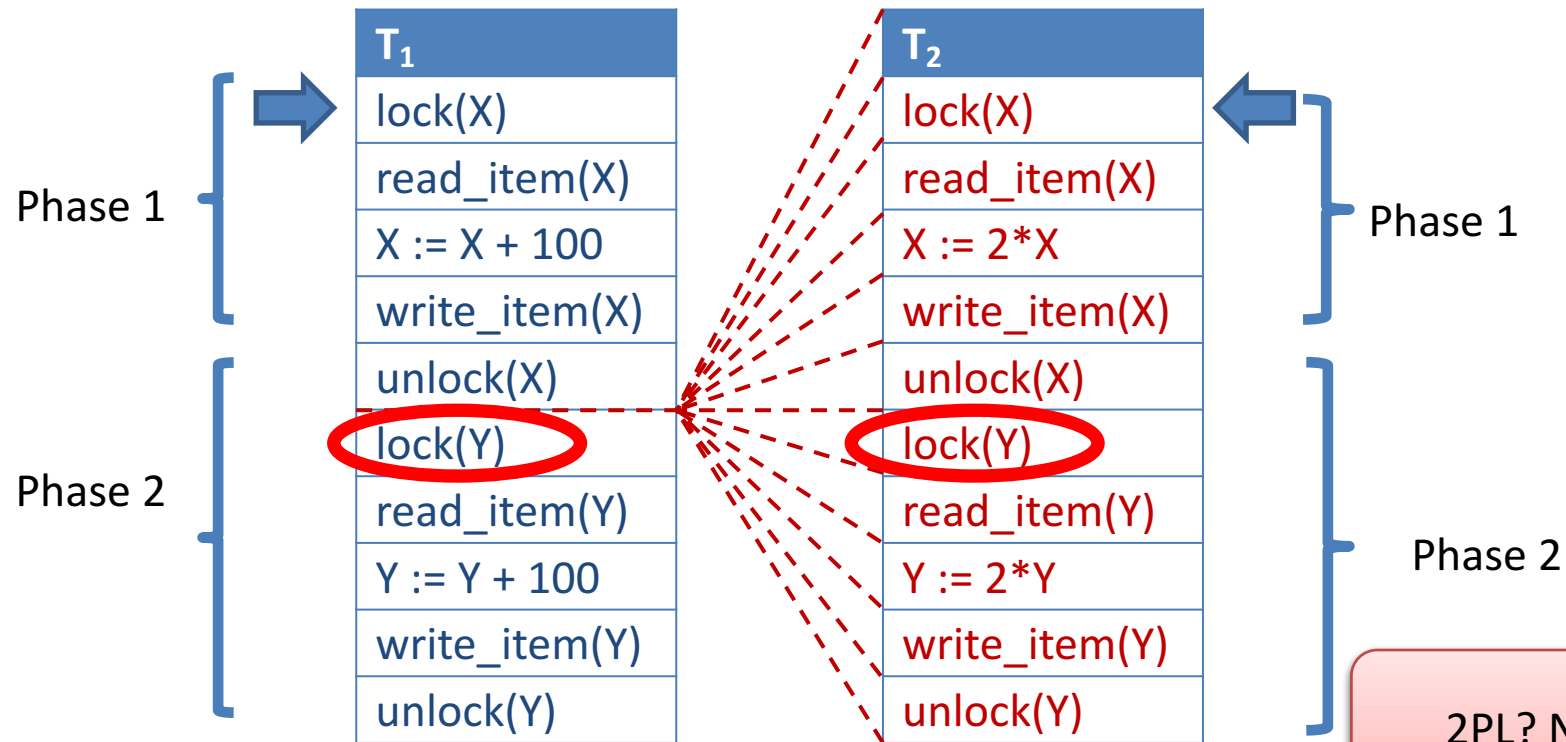 T₁
lock(X)
read_item(X)
X := X + 100
write_item(X)
unlock(X)
lock(Y)
read_item(Y)
Y := Y + 100
write_item(Y)
unlock(Y)
Phase 1
Phase 2
T₂
lock(X)
read_item(X)
X := 2*X
write_item(X)
unlock(X)
lock(Y)
read_item(Y)
Y := 2*Y
write_item(Y)
unlock(Y)
Phase 1
Phase 2
2PL?